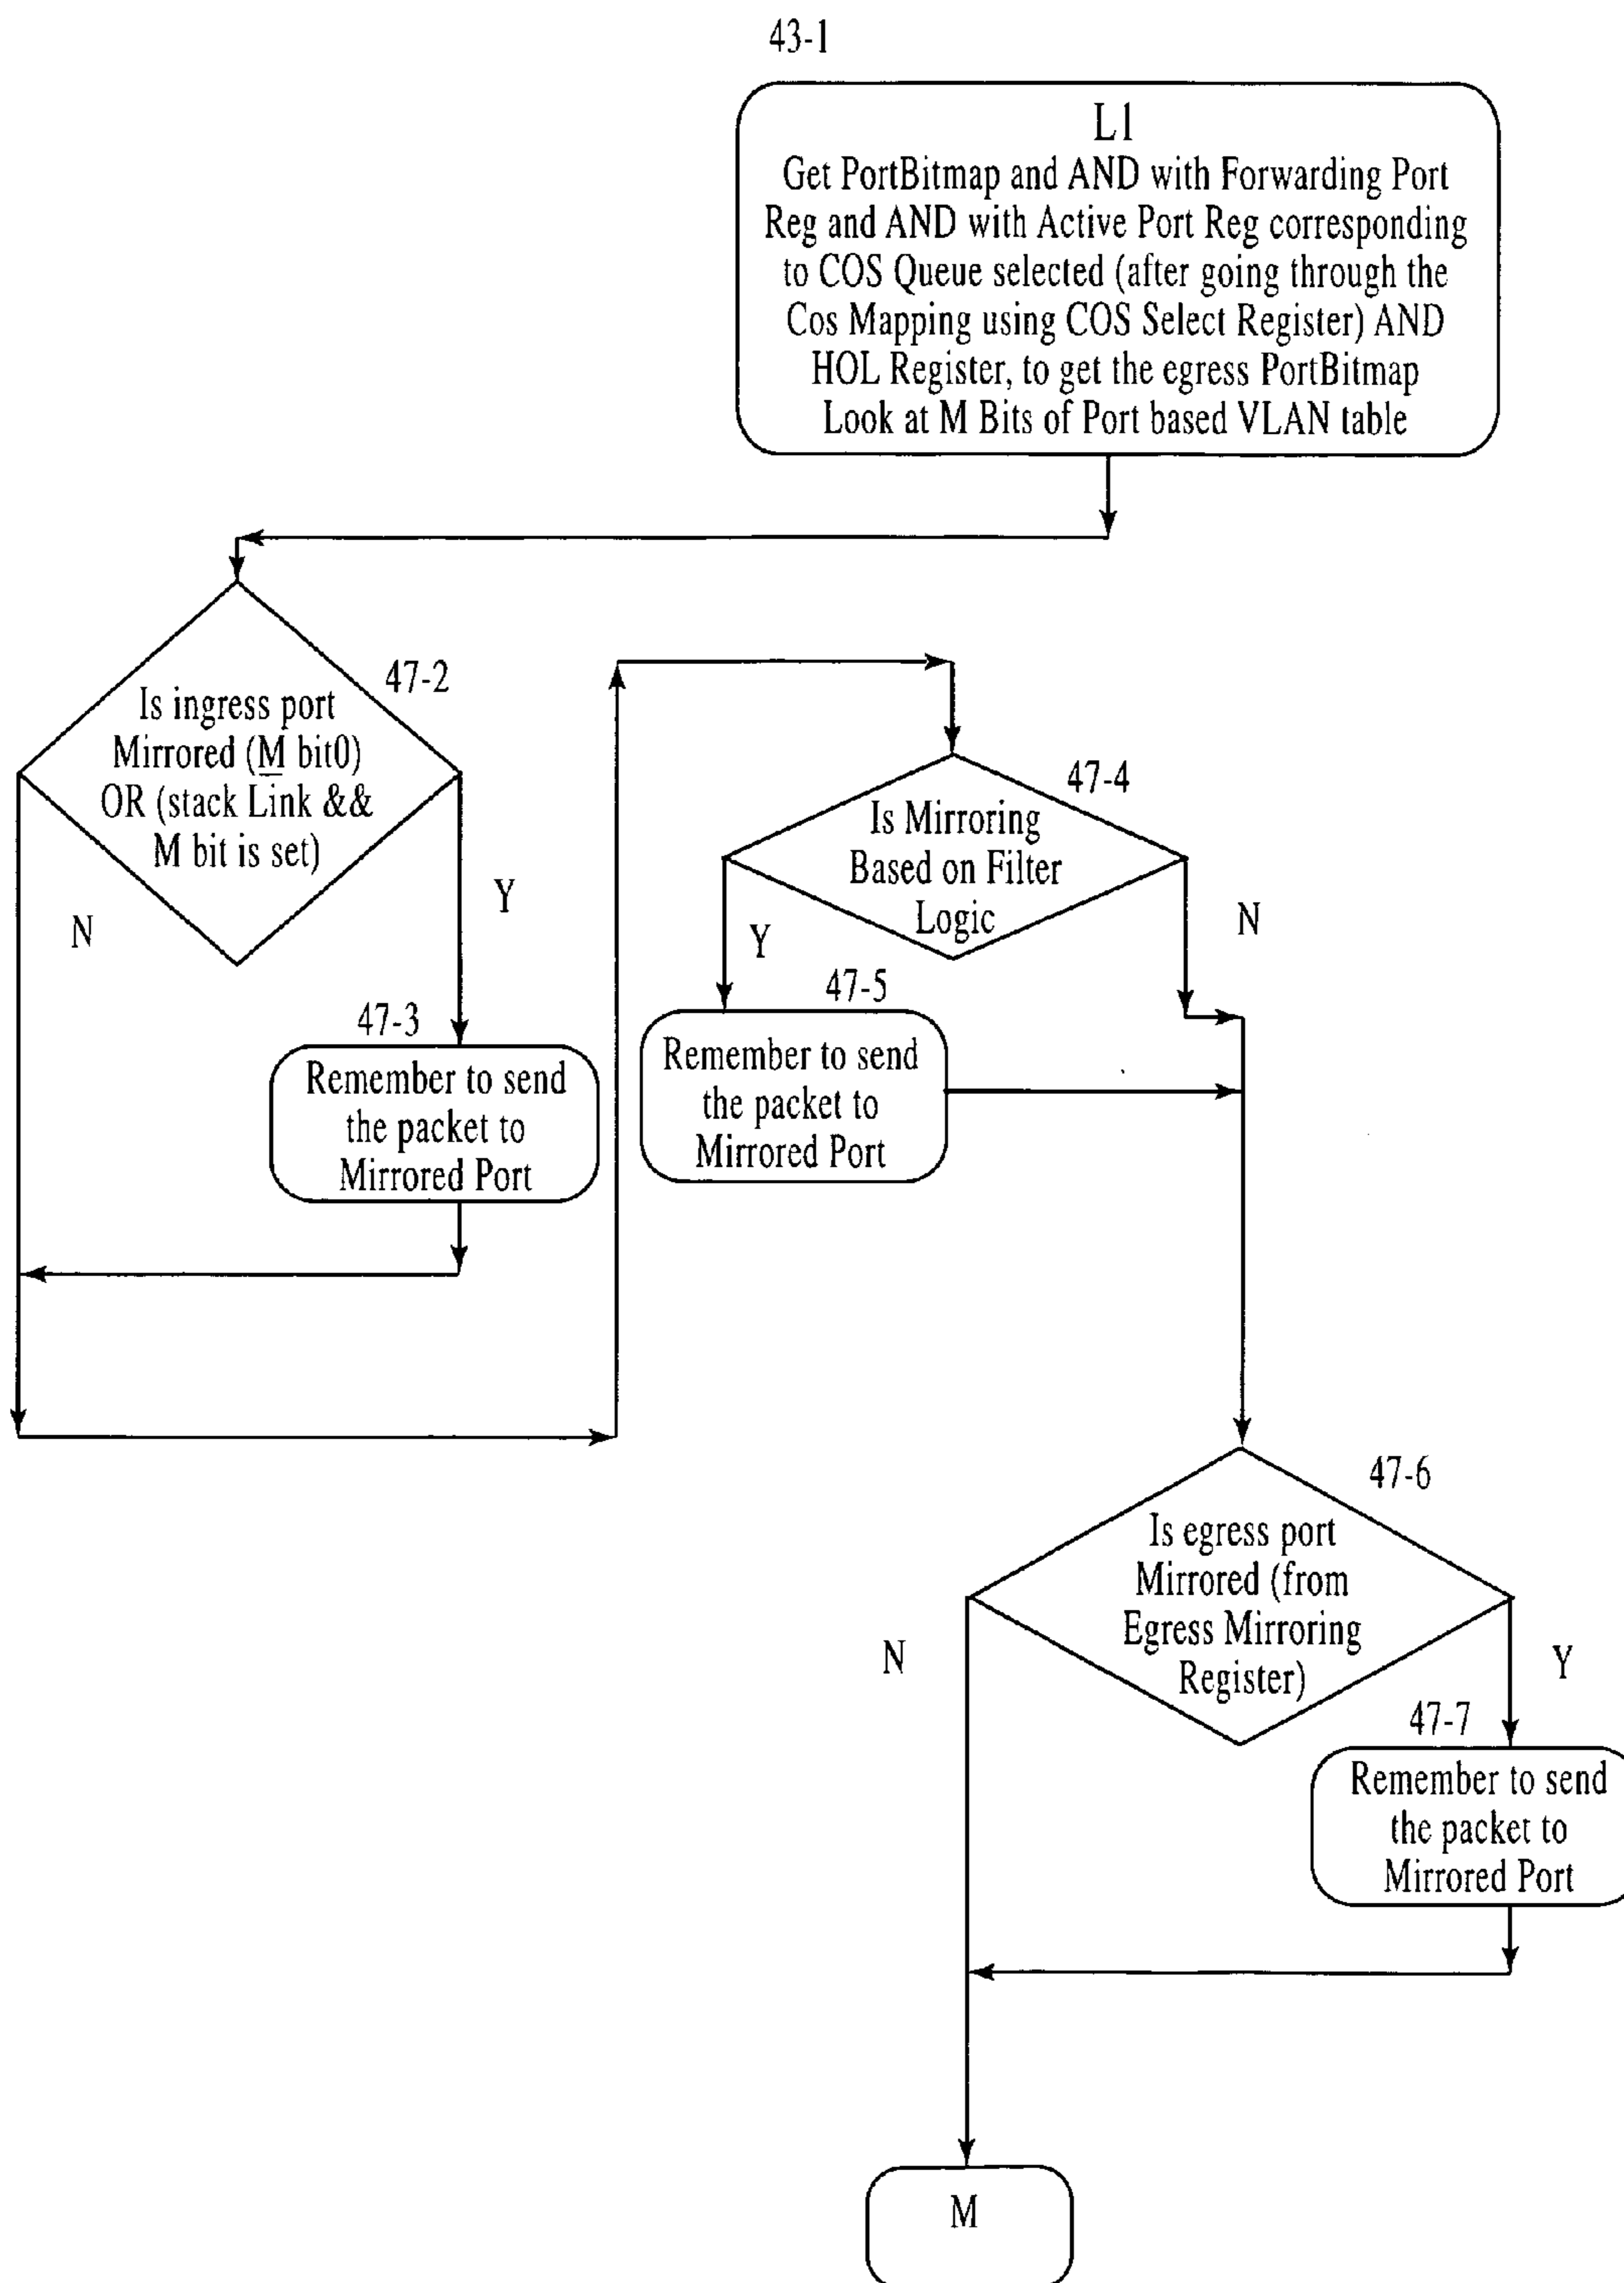 43-1
L1
Get PortBitmap and AND with Forwarding Port
Reg and AND with Active Port Reg corresponding
to COS Queue selected (after going through the
Cos Mapping using COS Select Register) AND
HOL Register, to get the egress PortBitmap
Look at M Bits of Port based VLAN table
47-2
Is ingress port
Mirrored (M bit0)
OR (stack Link &&
M bit is set)
N
Y
47-3
Remember to send
the packet to
Mirrored Port
47-4
Is Mirroring
Based on Filter
Logic
Y
N
47-5
Remember to send
the packet to
Mirrored Port
47-6
Is egress port
Mirrored (from
Egress Mirroring
Register)
N
Y
47-7
Remember to send
the packet to
Mirrored Port
M